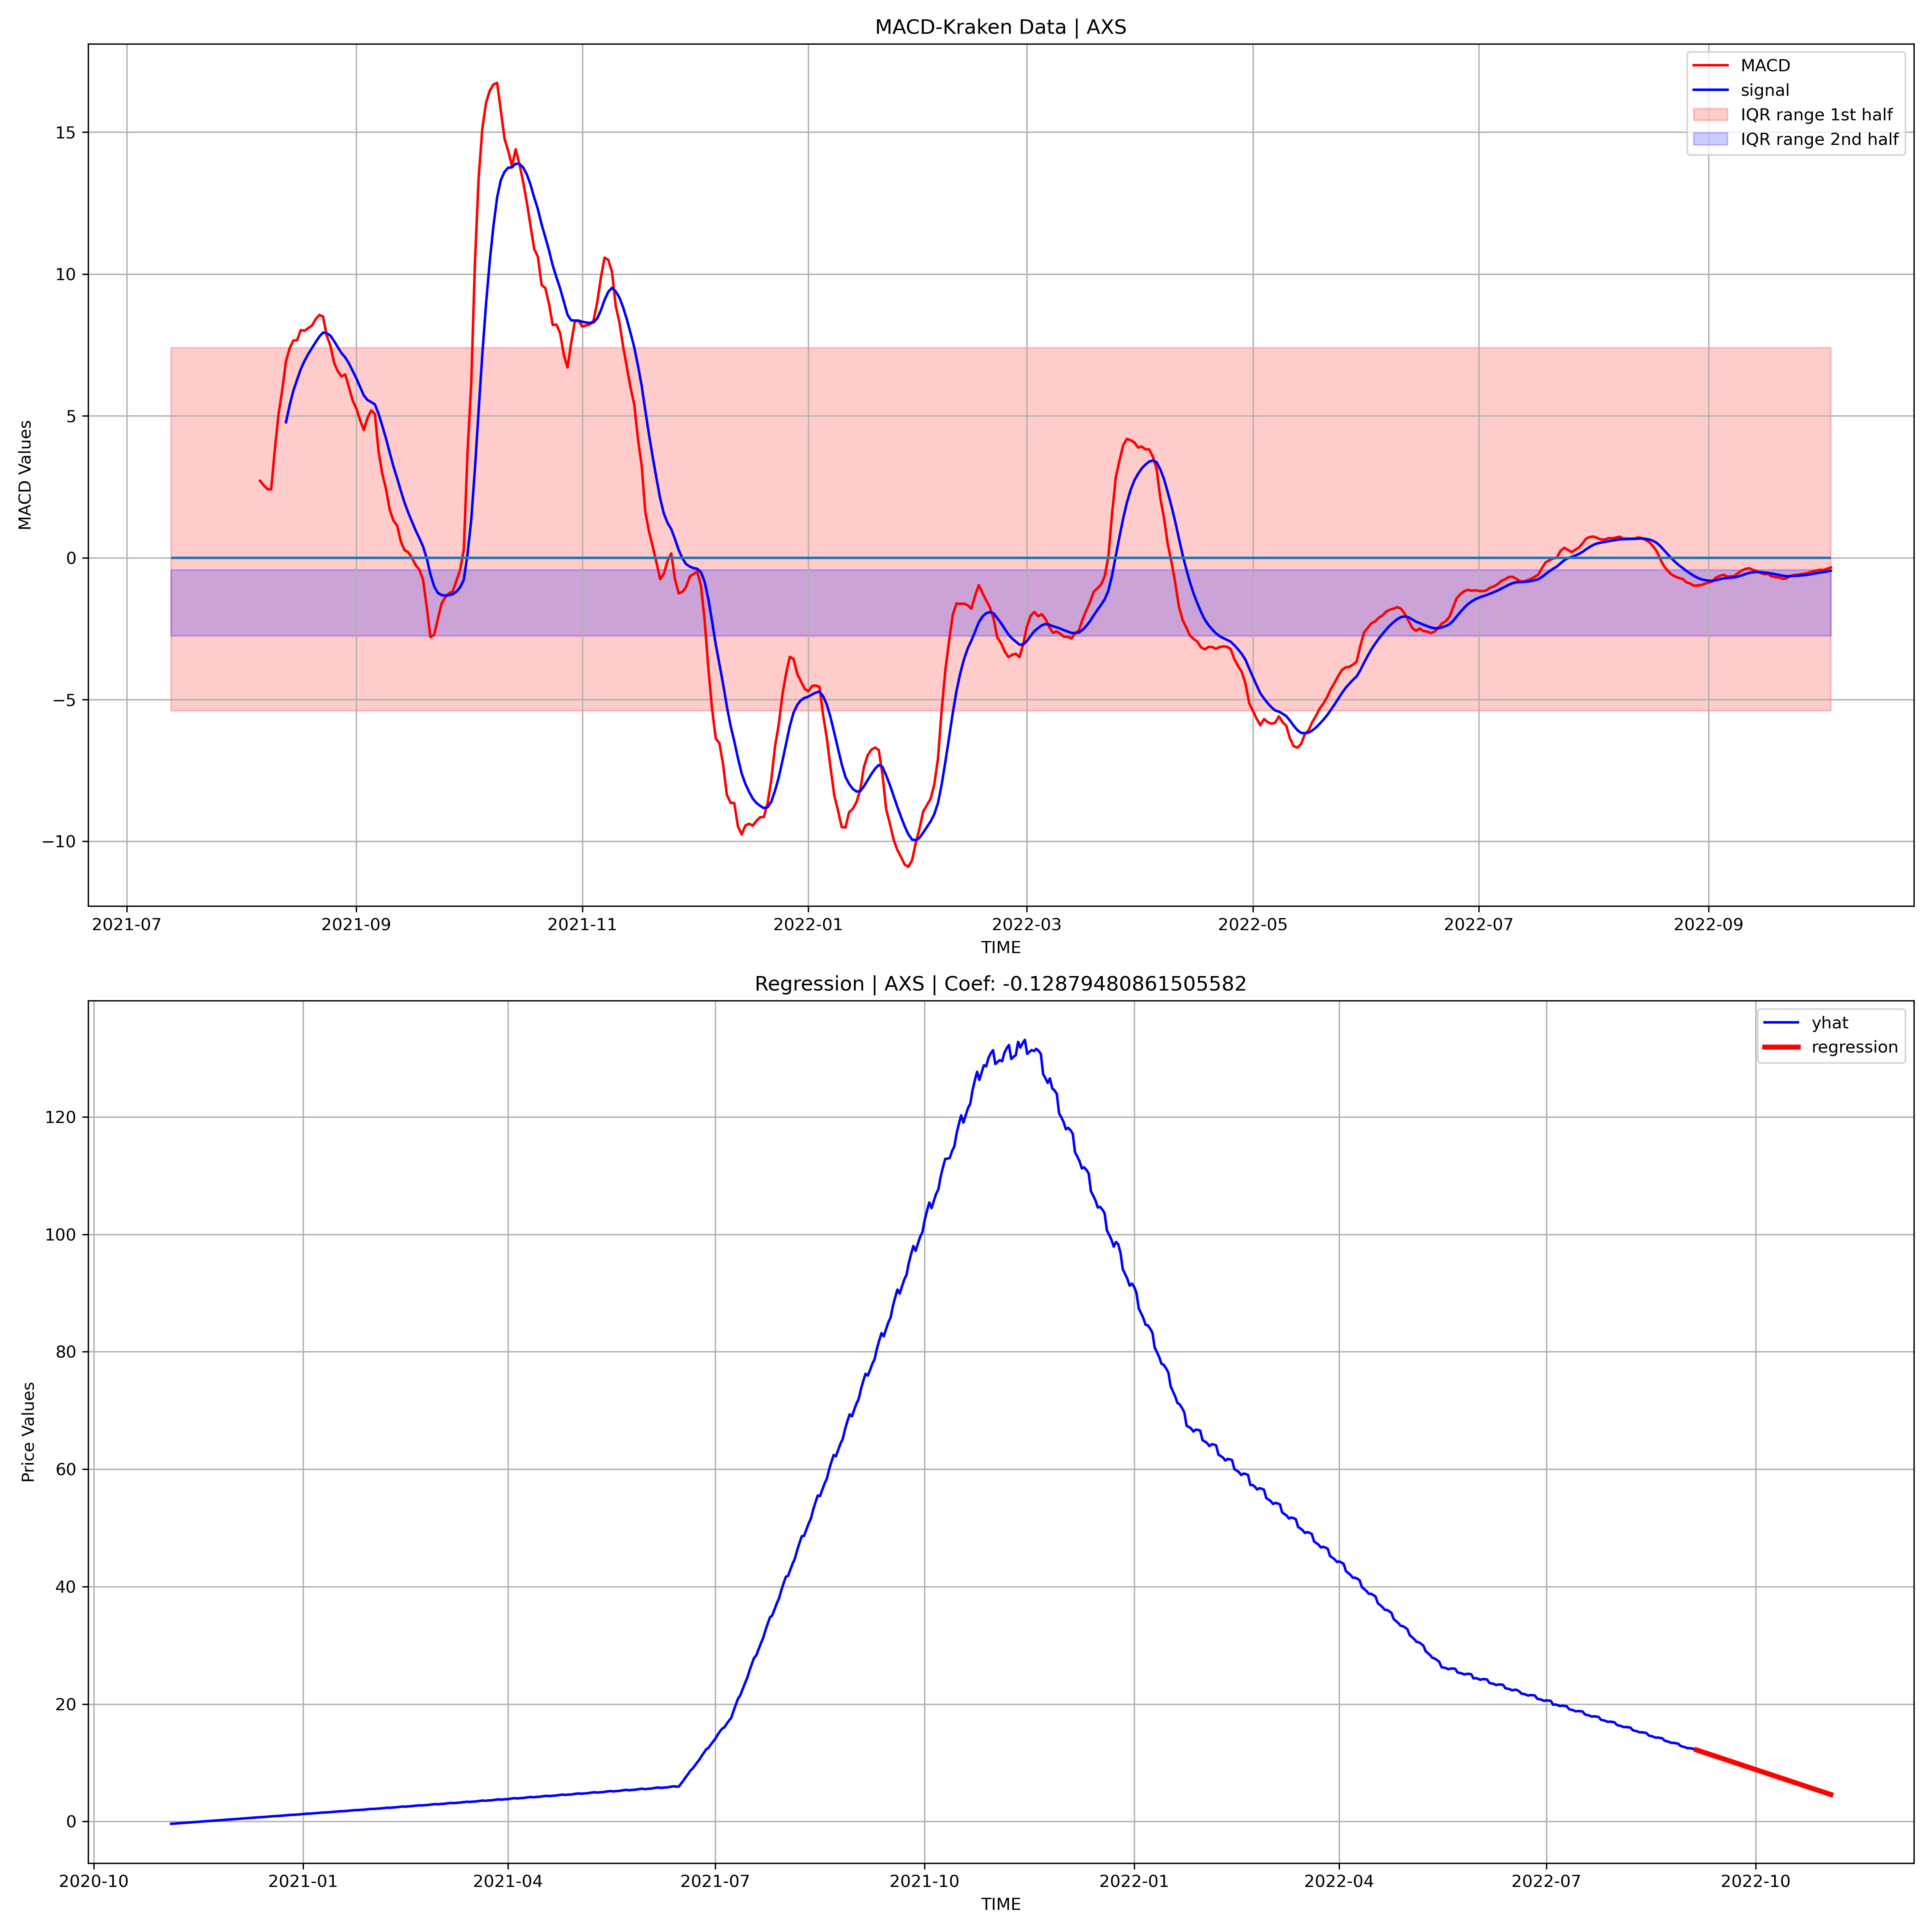 MACD-Kraken Data | AXS
MACD
signal
IQR range 1st half
IQR range 2nd half
15
10
5
0
−5
−10
MACD Values
2021-07 2021-09 2021-11 2022-01 2022-03 2022-05 2022-07 2022-09
TIME
Regression | AXS | Coef: -0.12879480861505582
yhat
regression
120
100
80
60
40
20
0
Price Values
2020-10 2021-01 2021-04 2021-07 2021-10 2022-01 2022-04 2022-07 2022-10
TIME